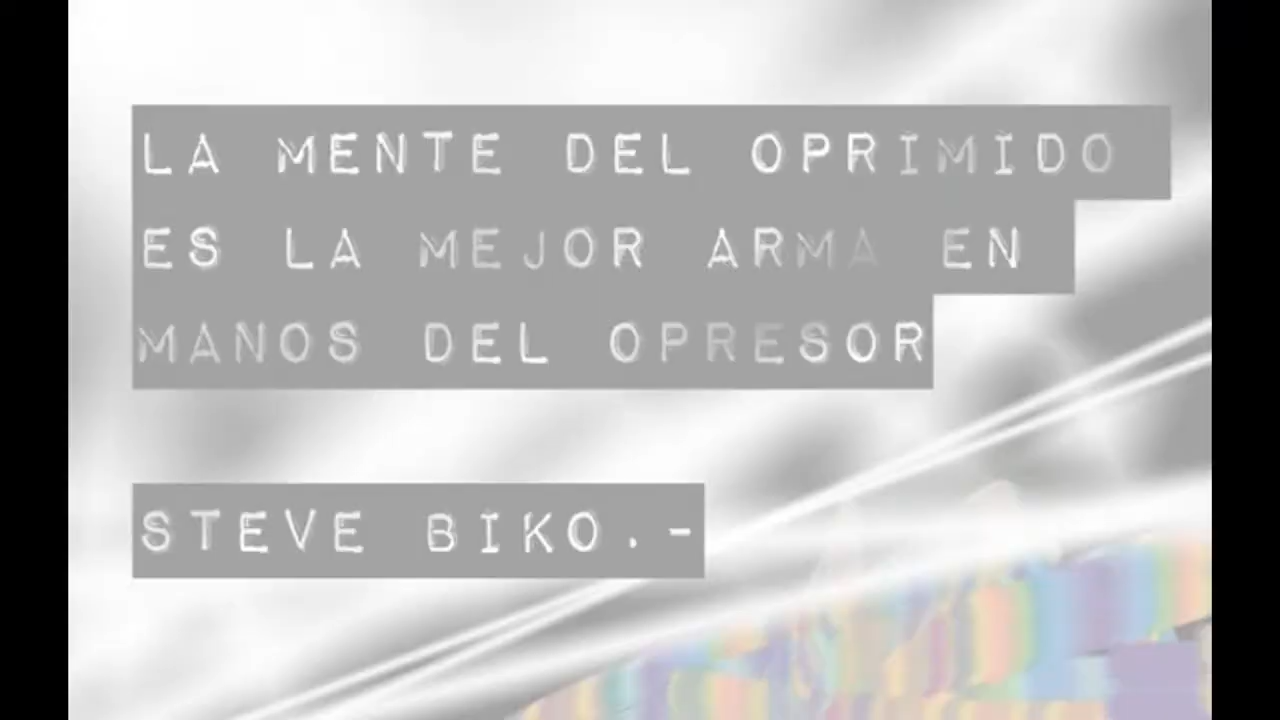 LA MENTE DEL OPRIMIDO
ES LA MEJOR ARMA EN
MANOS DEL OPRESOR
STEVE BIKO.-